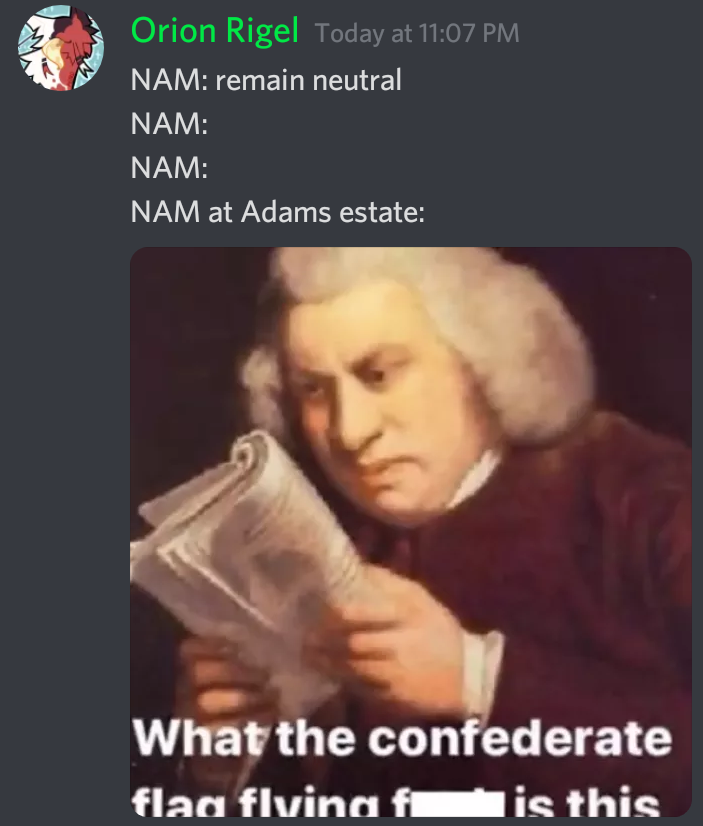 Orion Rigel Today at 11:07 PM
NAM: remain neutral
NAM:
NAM:
NAM at Adams estate:
What the confederate
flag flying f is this